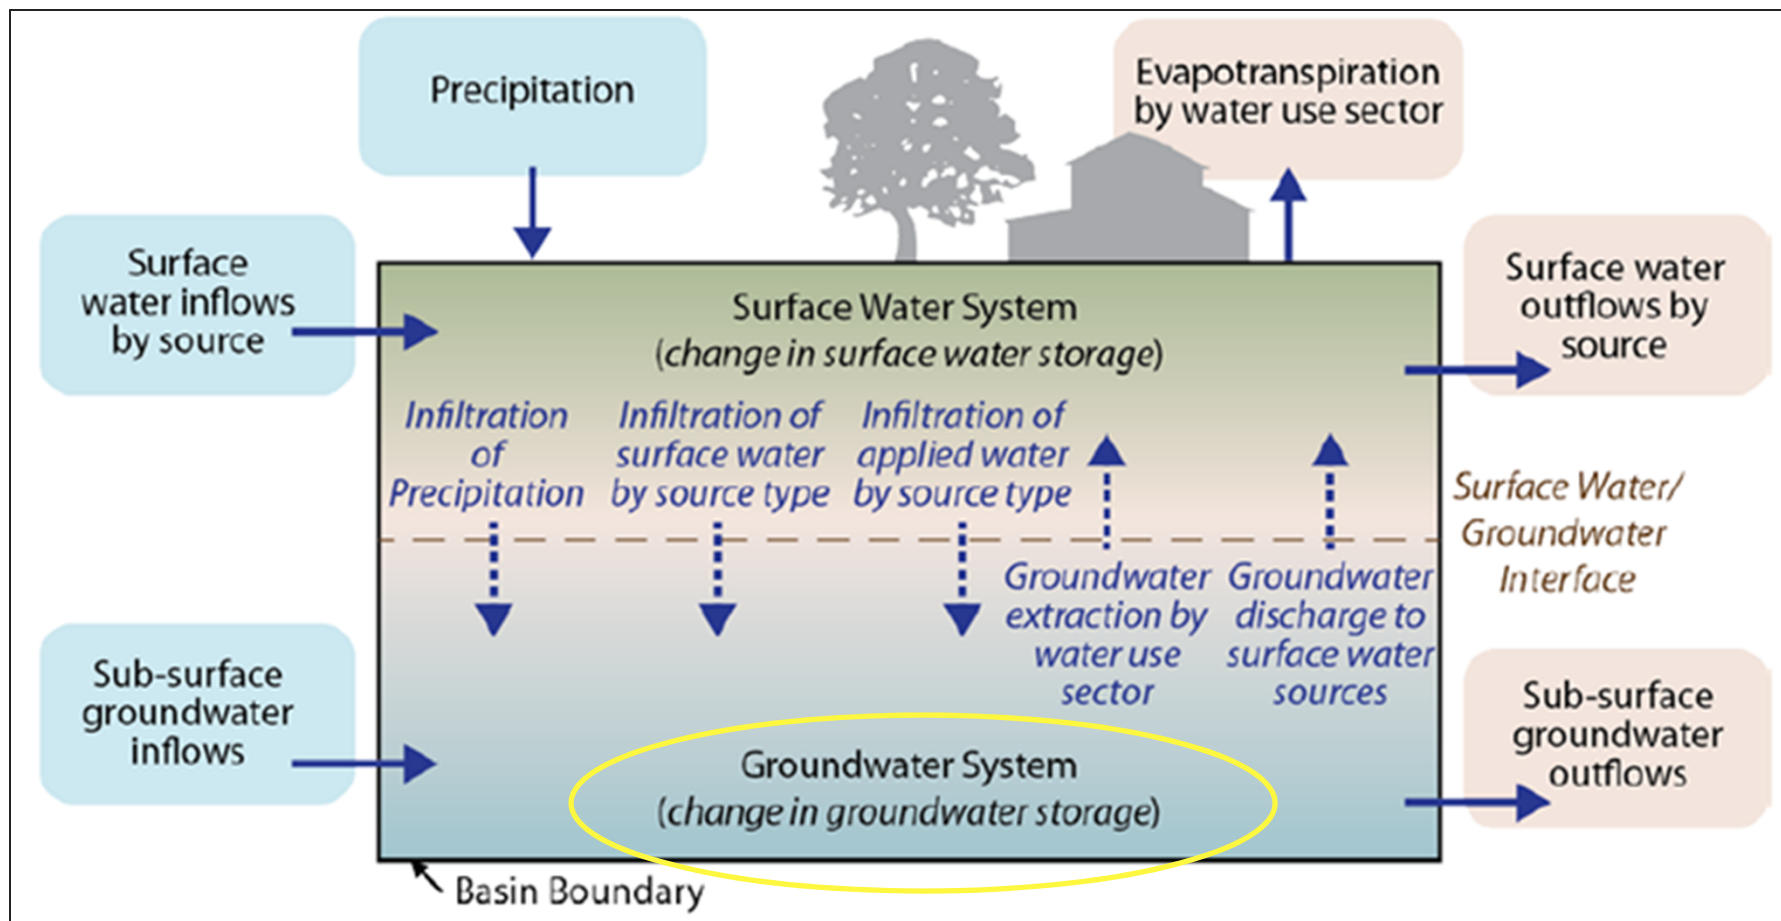 Precipitation
Evapotranspiration
by water use sector
Surface
water inflows
by source
Surface Water System
(change in surface water storage)
Surface water
outflows by
source
Infiltration
of
Precipitation
Infiltration of
surface water
by source type
Infiltration of
applied water
by source type
Surface Water/
Groundwater
Interface
Groundwater
extraction by
water use
sector
Groundwater
discharge to
surface water
sources
Sub-surface
groundwater
inflows
Groundwater System
(change in groundwater storage)
Sub-surface
groundwater
outflows
Basin Boundary